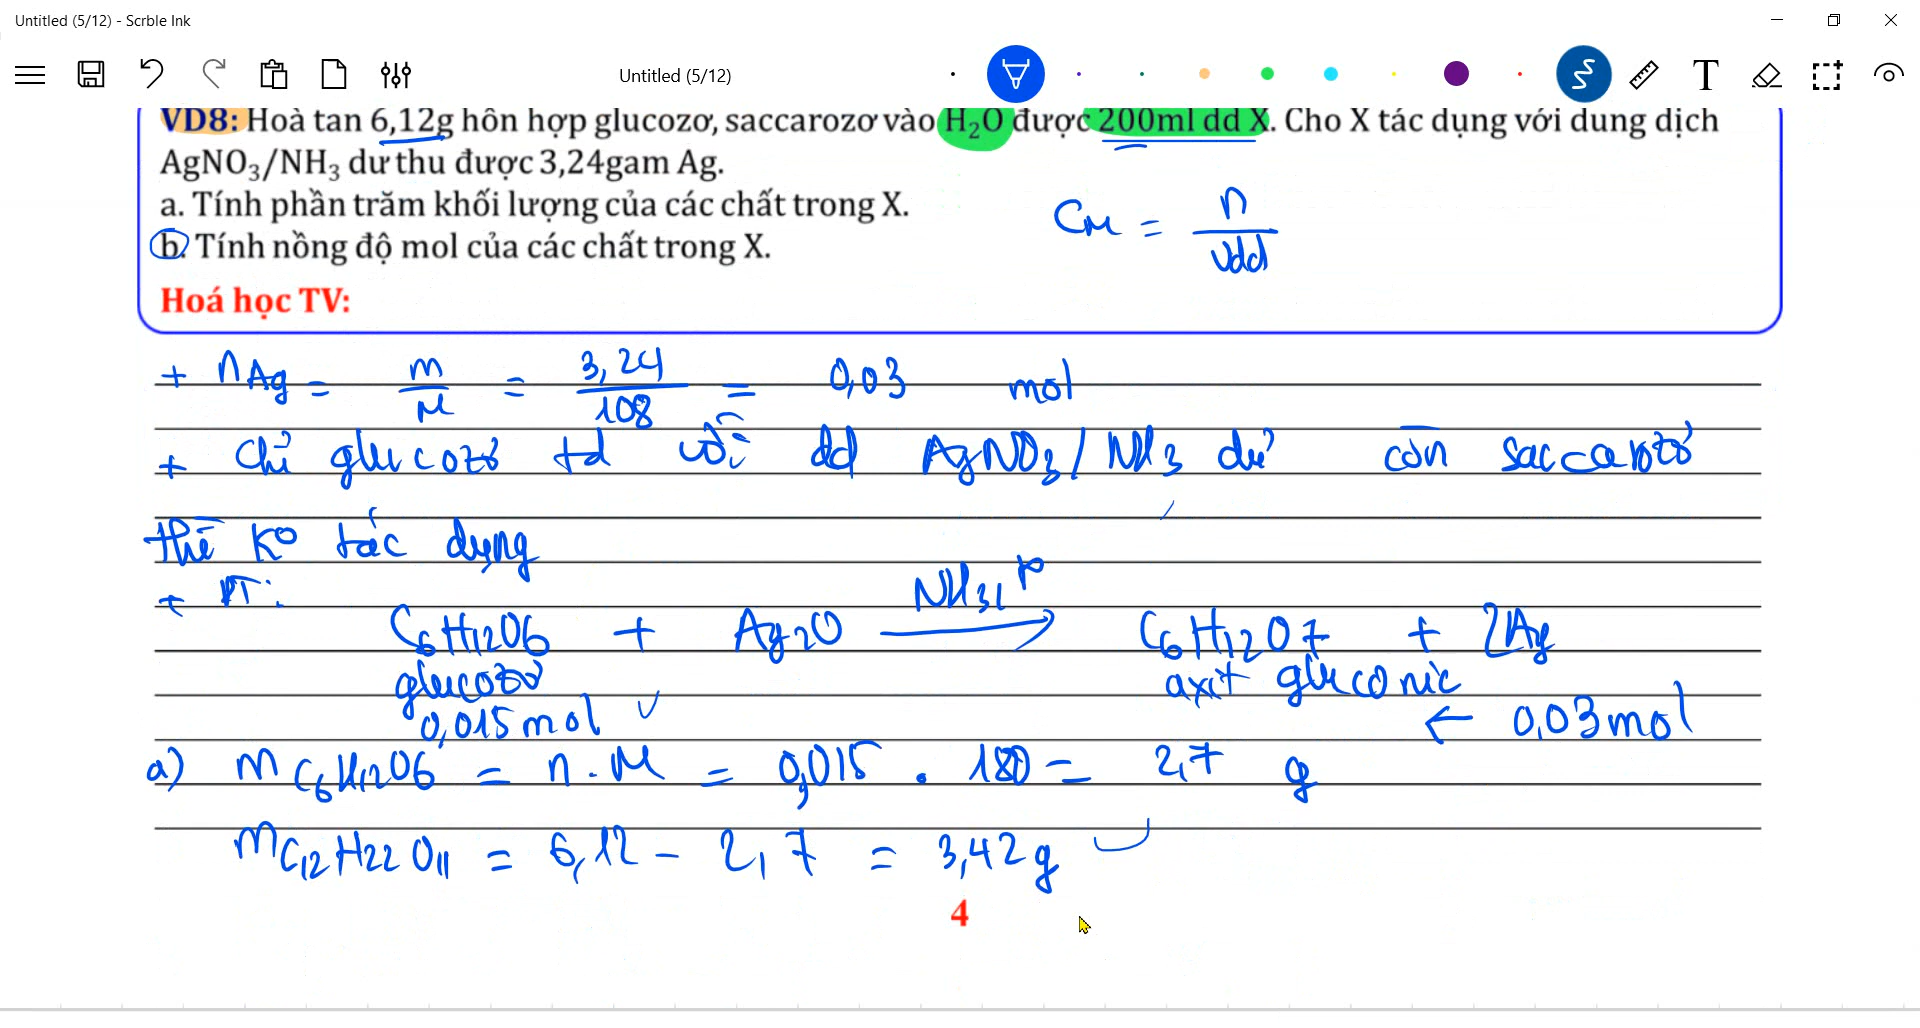 Untitled (5/12) - Scrble Ink
Untitled (5/12)
VD8: Hoà tan 6,12g hôn hợp glucozơ, saccarozơ vào H₂O được 200ml dd X. Cho X tác dụng với dung dịch
AgNO₃/NH₃ dư thu được 3,24gam Ag.
a. Tính phần trăm khối lượng của các chất trong X.
b. Tính nồng độ mol của các chất trong X.
CM = n / Vdd
Hoá học TV:
+ nAg = m/M = 3,24/108 = 0,03 mol
+ chỉ glucozơ td với dd AgNO3/NH3 dư còn saccarozơ
thì ko tác dụng
+ PT:
C6H12O6 + Ag2O NH3,t° → C6H12O7 + 2Ag
glucozơ axit gluconic
0,015mol ← 0,03mol
a) mC6H12O6 = n . M = 0,015 . 180 = 2,7 g
mC12H22O11 = 6,12 - 2,7 = 3,42g
4